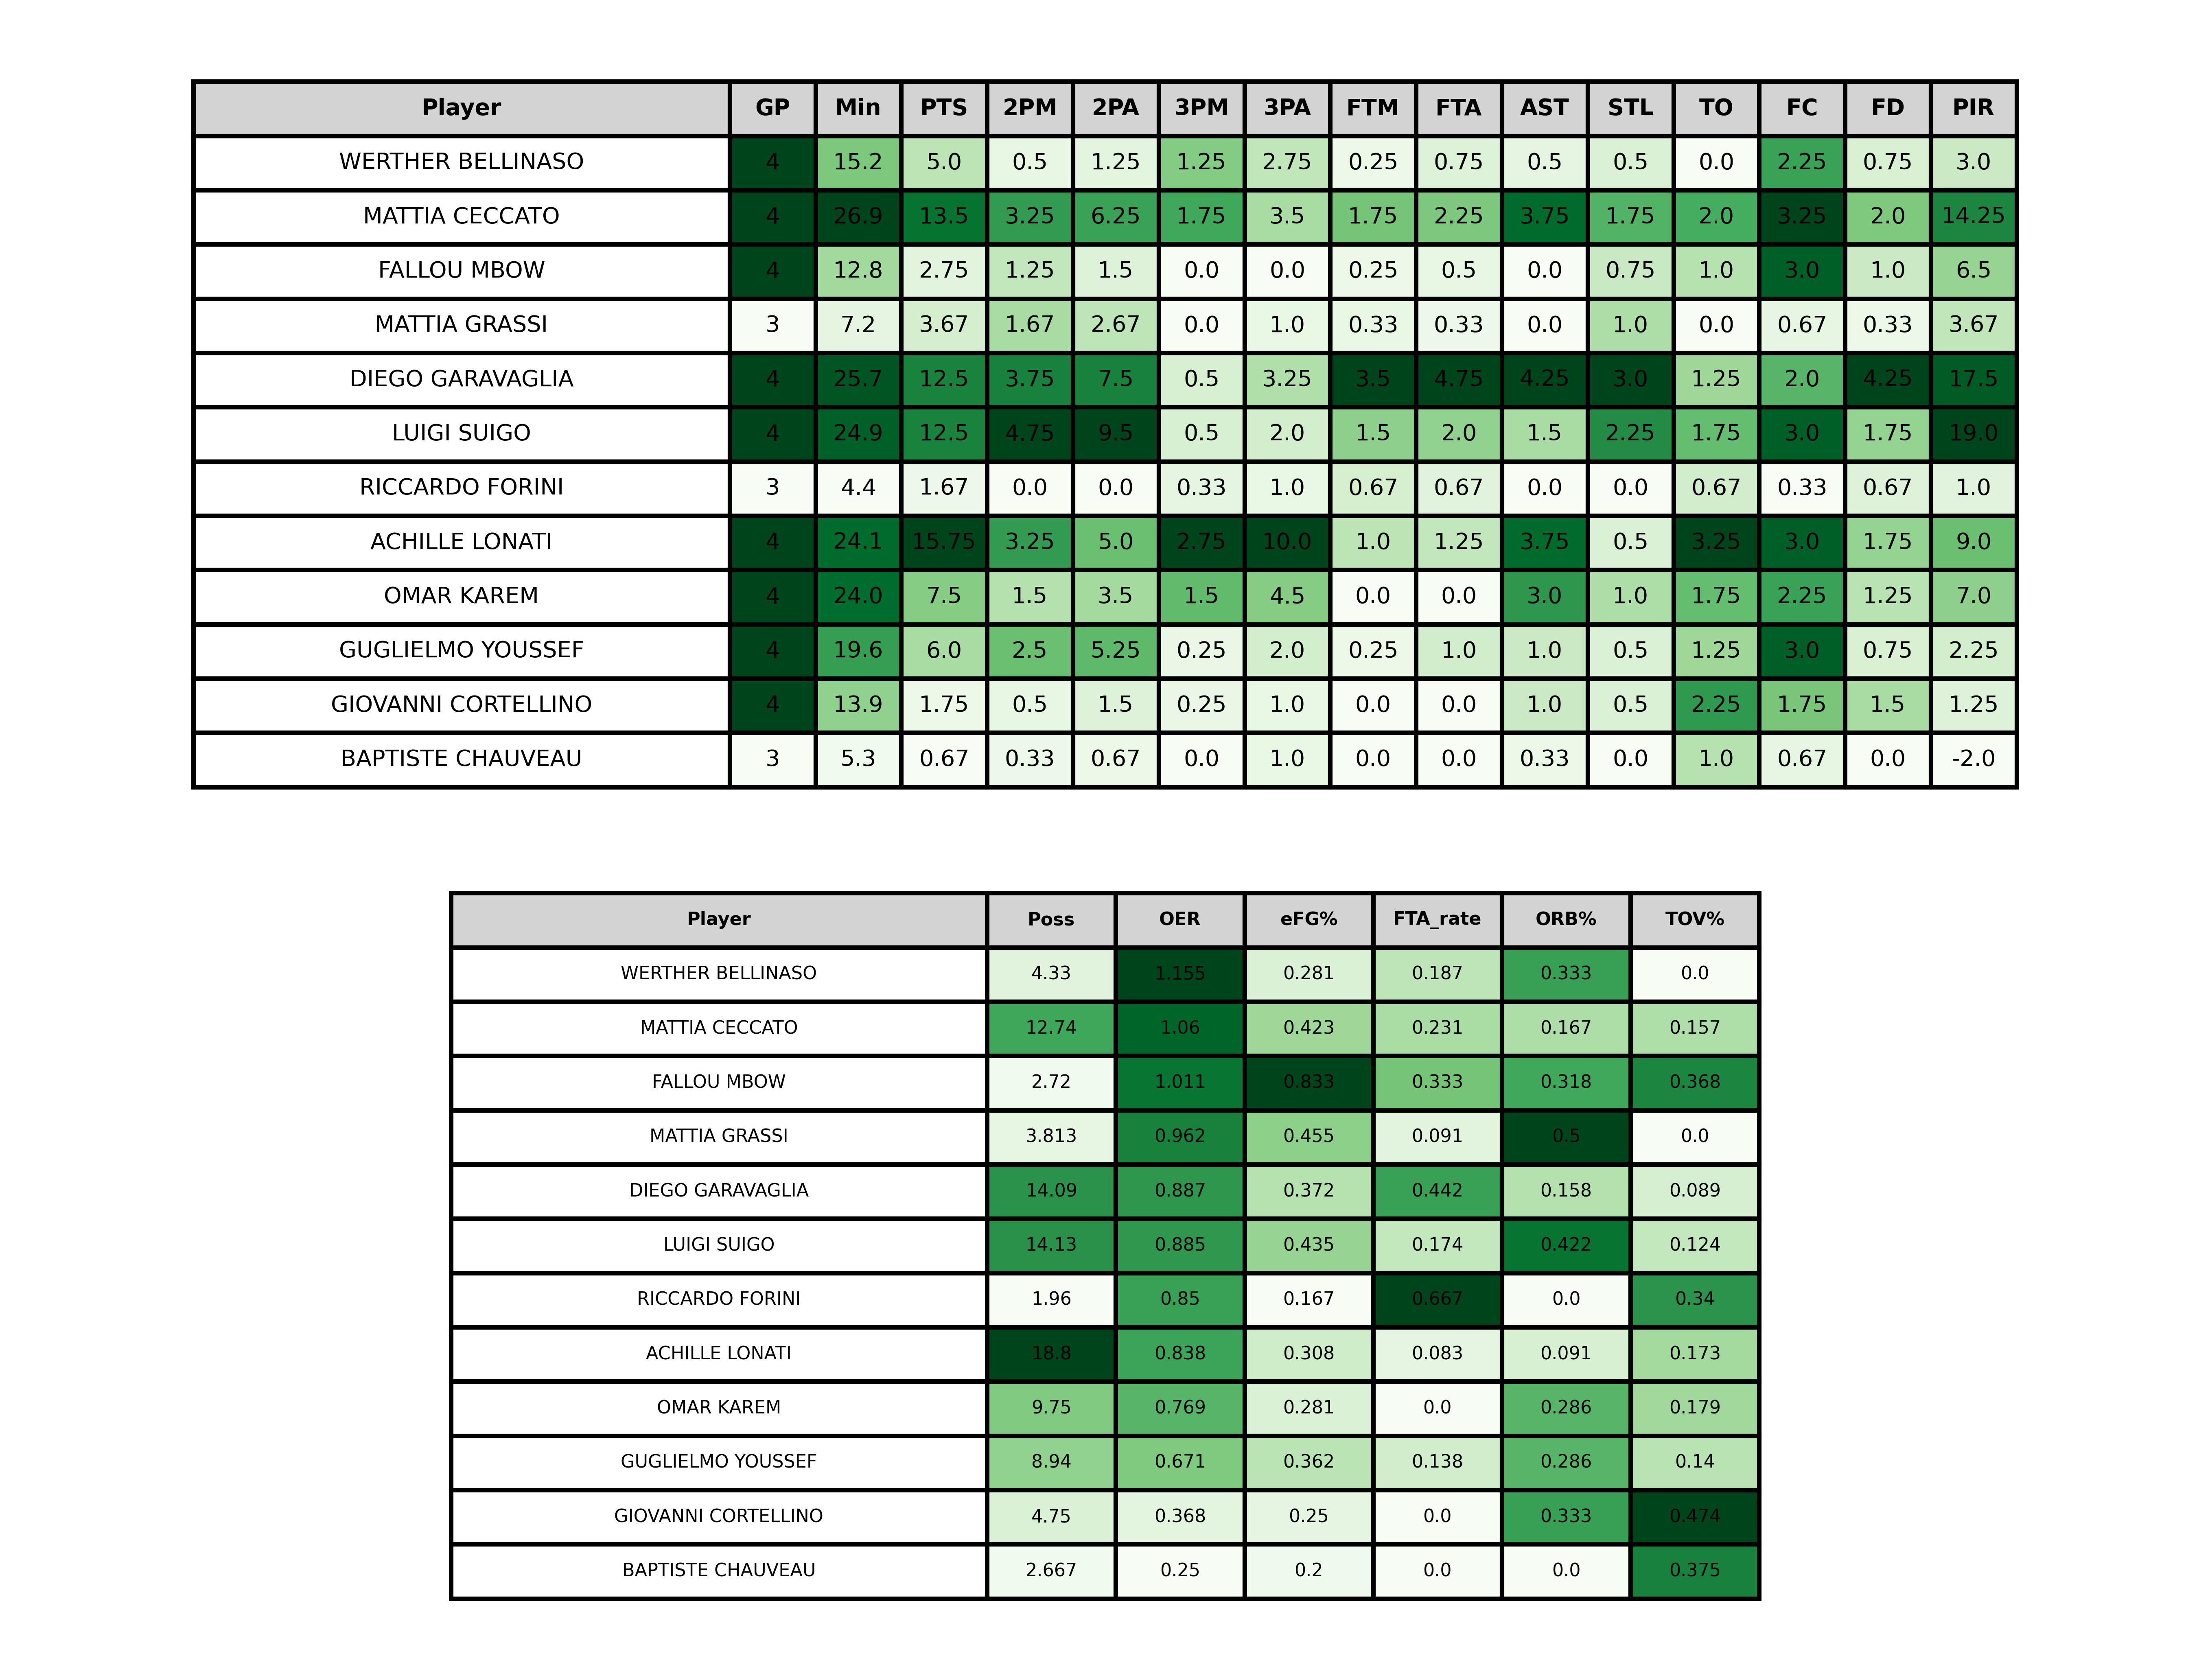 Player GP Min PTS 2PM 2PA 3PM 3PA FTM FTA AST STL TO FC FD PIR
WERTHER BELLINASO 4 15.2 5.0 0.5 1.25 1.25 2.75 0.25 0.75 0.5 0.5 0.0 2.25 0.75 3.0
MATTIA CECCATO 4 26.9 13.5 3.25 6.25 1.75 3.5 1.75 2.25 3.75 1.75 2.0 3.25 2.0 14.25
FALLOU MBOW 4 12.8 2.75 1.25 1.5 0.0 0.0 0.25 0.5 0.0 0.75 1.0 3.0 1.0 6.5
MATTIA GRASSI 3 7.2 3.67 1.67 2.67 0.0 1.0 0.33 0.33 0.0 1.0 0.0 0.67 0.33 3.67
DIEGO GARAVAGLIA 4 25.7 12.5 3.75 7.5 0.5 3.25 3.5 4.75 4.25 3.0 1.25 2.0 4.25 17.5
LUIGI SUIGO 4 24.9 12.5 4.75 9.5 0.5 2.0 1.5 2.0 1.5 2.25 1.75 3.0 1.75 19.0
RICCARDO FORINI 3 4.4 1.67 0.0 0.0 0.33 1.0 0.67 0.67 0.0 0.0 0.67 0.33 0.67 1.0
ACHILLE LONATI 4 24.1 15.75 3.25 5.0 2.75 10.0 1.0 1.25 3.75 0.5 3.25 3.0 1.75 9.0
OMAR KAREM 4 24.0 7.5 1.5 3.5 1.5 4.5 0.0 0.0 3.0 1.0 1.75 2.25 1.25 7.0
GUGLIELMO YOUSSEF 4 19.6 6.0 2.5 5.25 0.25 2.0 0.25 1.0 1.0 0.5 1.25 3.0 0.75 2.25
GIOVANNI CORTELLINO 4 13.9 1.75 0.5 1.5 0.25 1.0 0.0 0.0 1.0 0.5 2.25 1.75 1.5 1.25
BAPTISTE CHAUVEAU 3 5.3 0.67 0.33 0.67 0.0 1.0 0.0 0.0 0.33 0.0 1.0 0.67 0.0 -2.0
Player Poss OER eFG% FTA_rate ORB% TOV%
WERTHER BELLINASO 4.33 1.155 0.281 0.187 0.333 0.0
MATTIA CECCATO 12.74 1.06 0.423 0.231 0.167 0.157
FALLOU MBOW 2.72 1.011 0.833 0.333 0.318 0.368
MATTIA GRASSI 3.813 0.962 0.455 0.091 0.5 0.0
DIEGO GARAVAGLIA 14.09 0.887 0.372 0.442 0.158 0.089
LUIGI SUIGO 14.13 0.885 0.435 0.174 0.422 0.124
RICCARDO FORINI 1.96 0.85 0.167 0.667 0.0 0.34
ACHILLE LONATI 18.8 0.838 0.308 0.083 0.091 0.173
OMAR KAREM 9.75 0.769 0.281 0.0 0.286 0.179
GUGLIELMO YOUSSEF 8.94 0.671 0.362 0.138 0.286 0.14
GIOVANNI CORTELLINO 4.75 0.368 0.25 0.0 0.333 0.474
BAPTISTE CHAUVEAU 2.667 0.25 0.2 0.0 0.0 0.375